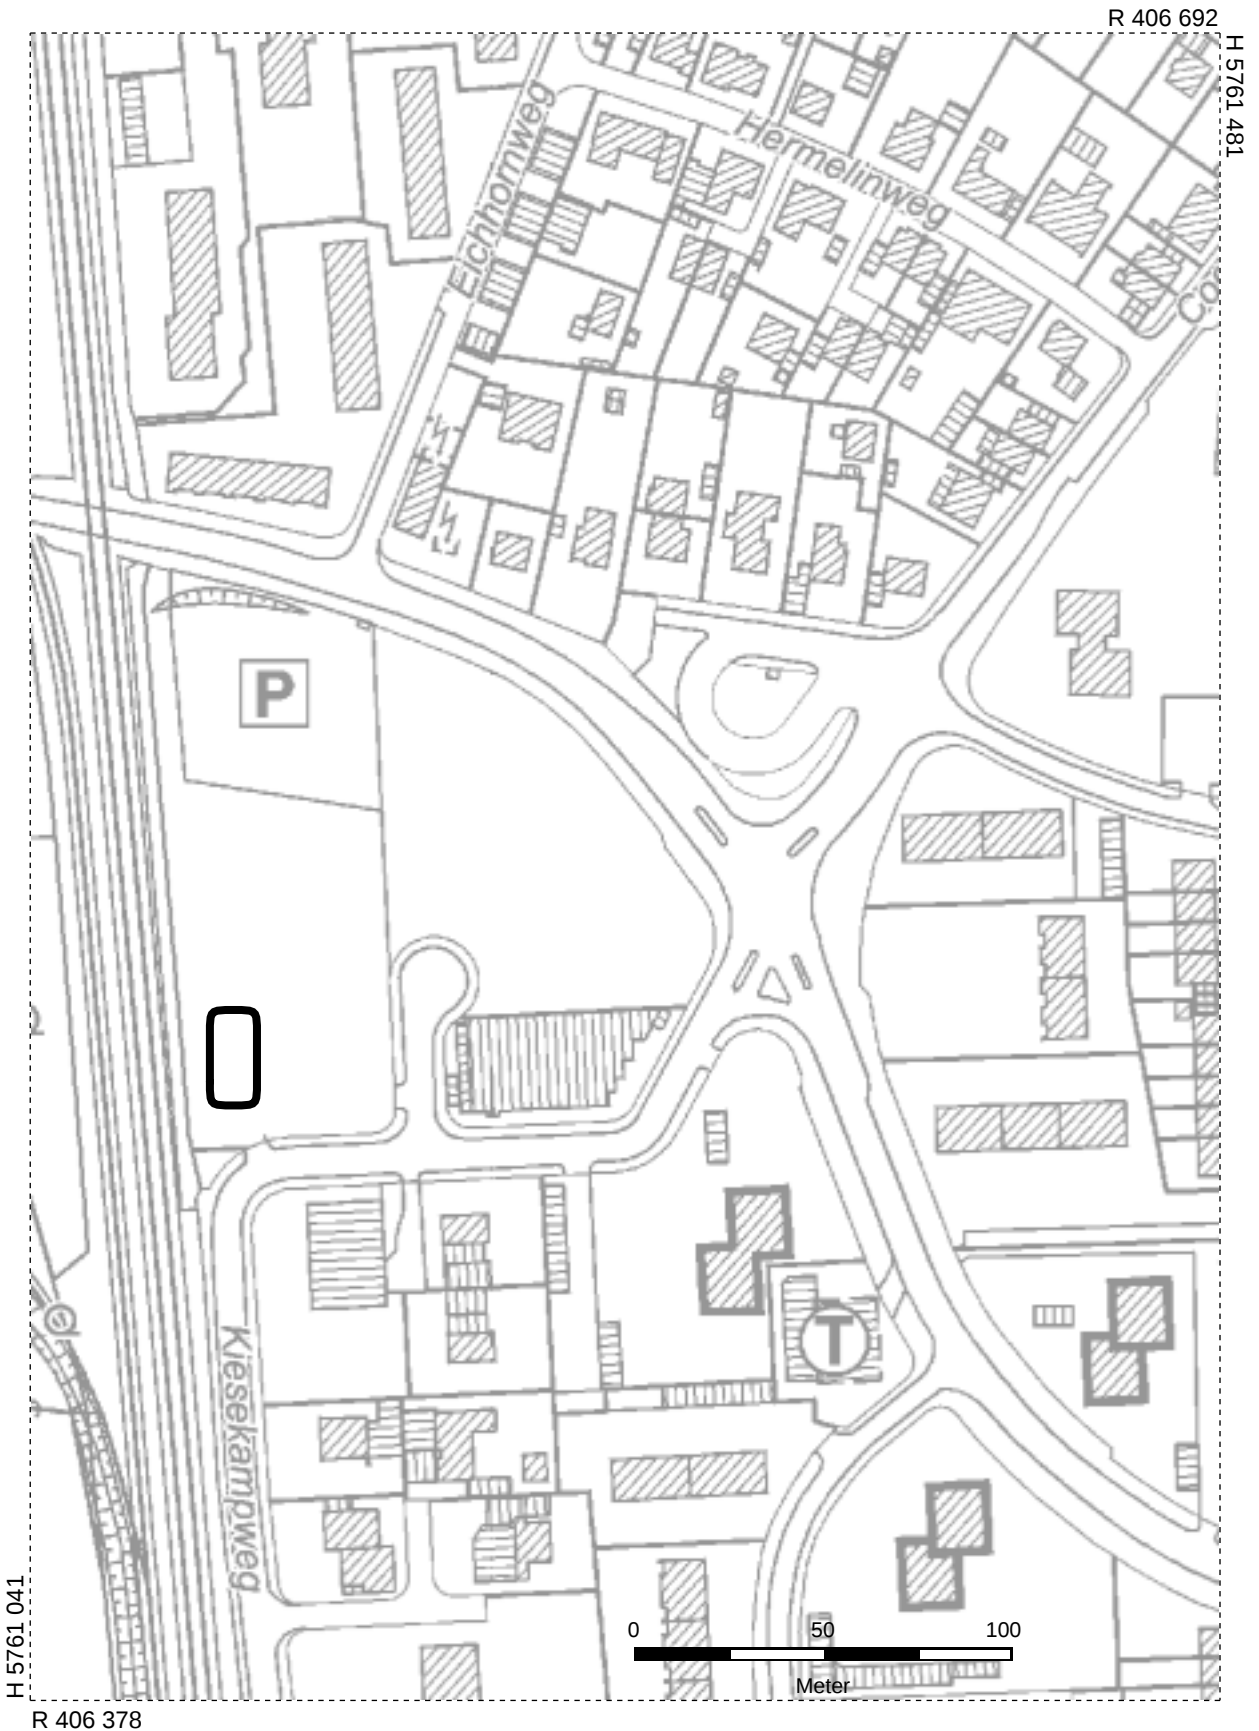 R 406 692
H 5761 481
Eichhornweg
Hermelinweg
Co
P
T
Kiesekampweg
0 50 100
Meter
H 5761 041
R 406 378